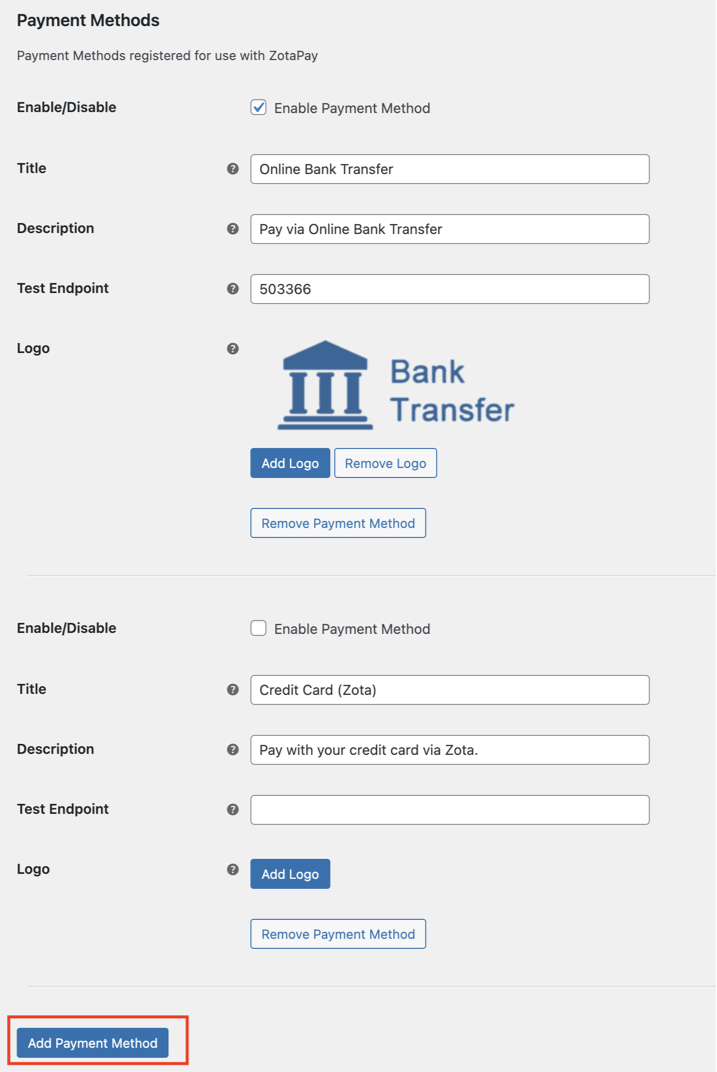 Payment Methods
Payment Methods registered for use with ZotaPay
Enable/Disable
Enable Payment Method
Title
Online Bank Transfer
Description
Pay via Online Bank Transfer
Test Endpoint
503366
Logo
Bank
Transfer
Add Logo
Remove Logo
Remove Payment Method
Enable/Disable
Enable Payment Method
Title
Credit Card (Zota)
Description
Pay with your credit card via Zota.
Test Endpoint
Logo
Add Logo
Remove Payment Method
Add Payment Method